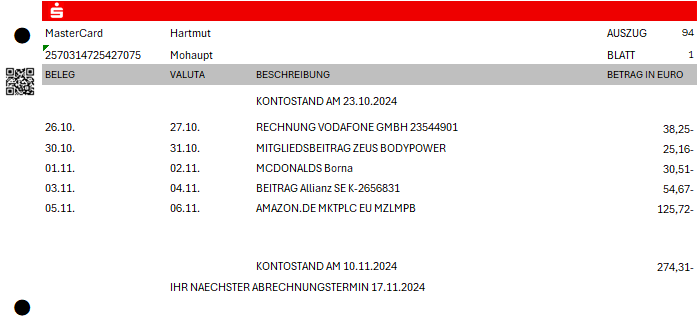 MasterCard Hartmut AUSZUG 94
2570314725427075 Mohaupt BLATT 1
BELEG VALUTA BESCHREIBUNG BETRAG IN EURO
KONTOSTAND AM 23.10.2024
26.10. 27.10. RECHNUNG VODAFONE GMBH 23544901 38,25-
30.10. 31.10. MITGLIEDSBEITRAG ZEUS BODYPOWER 25,16-
01.11. 02.11. MCDONALDS Borna 30,51-
03.11. 04.11. BEITRAG Allianz SE K-2656831 54,67-
05.11. 06.11. AMAZON.DE MKTPLC EU MZLMPB 125,72-
KONTOSTAND AM 10.11.2024 274,31-
IHR NAECHSTER ABRECHNUNGSTERMIN 17.11.2024